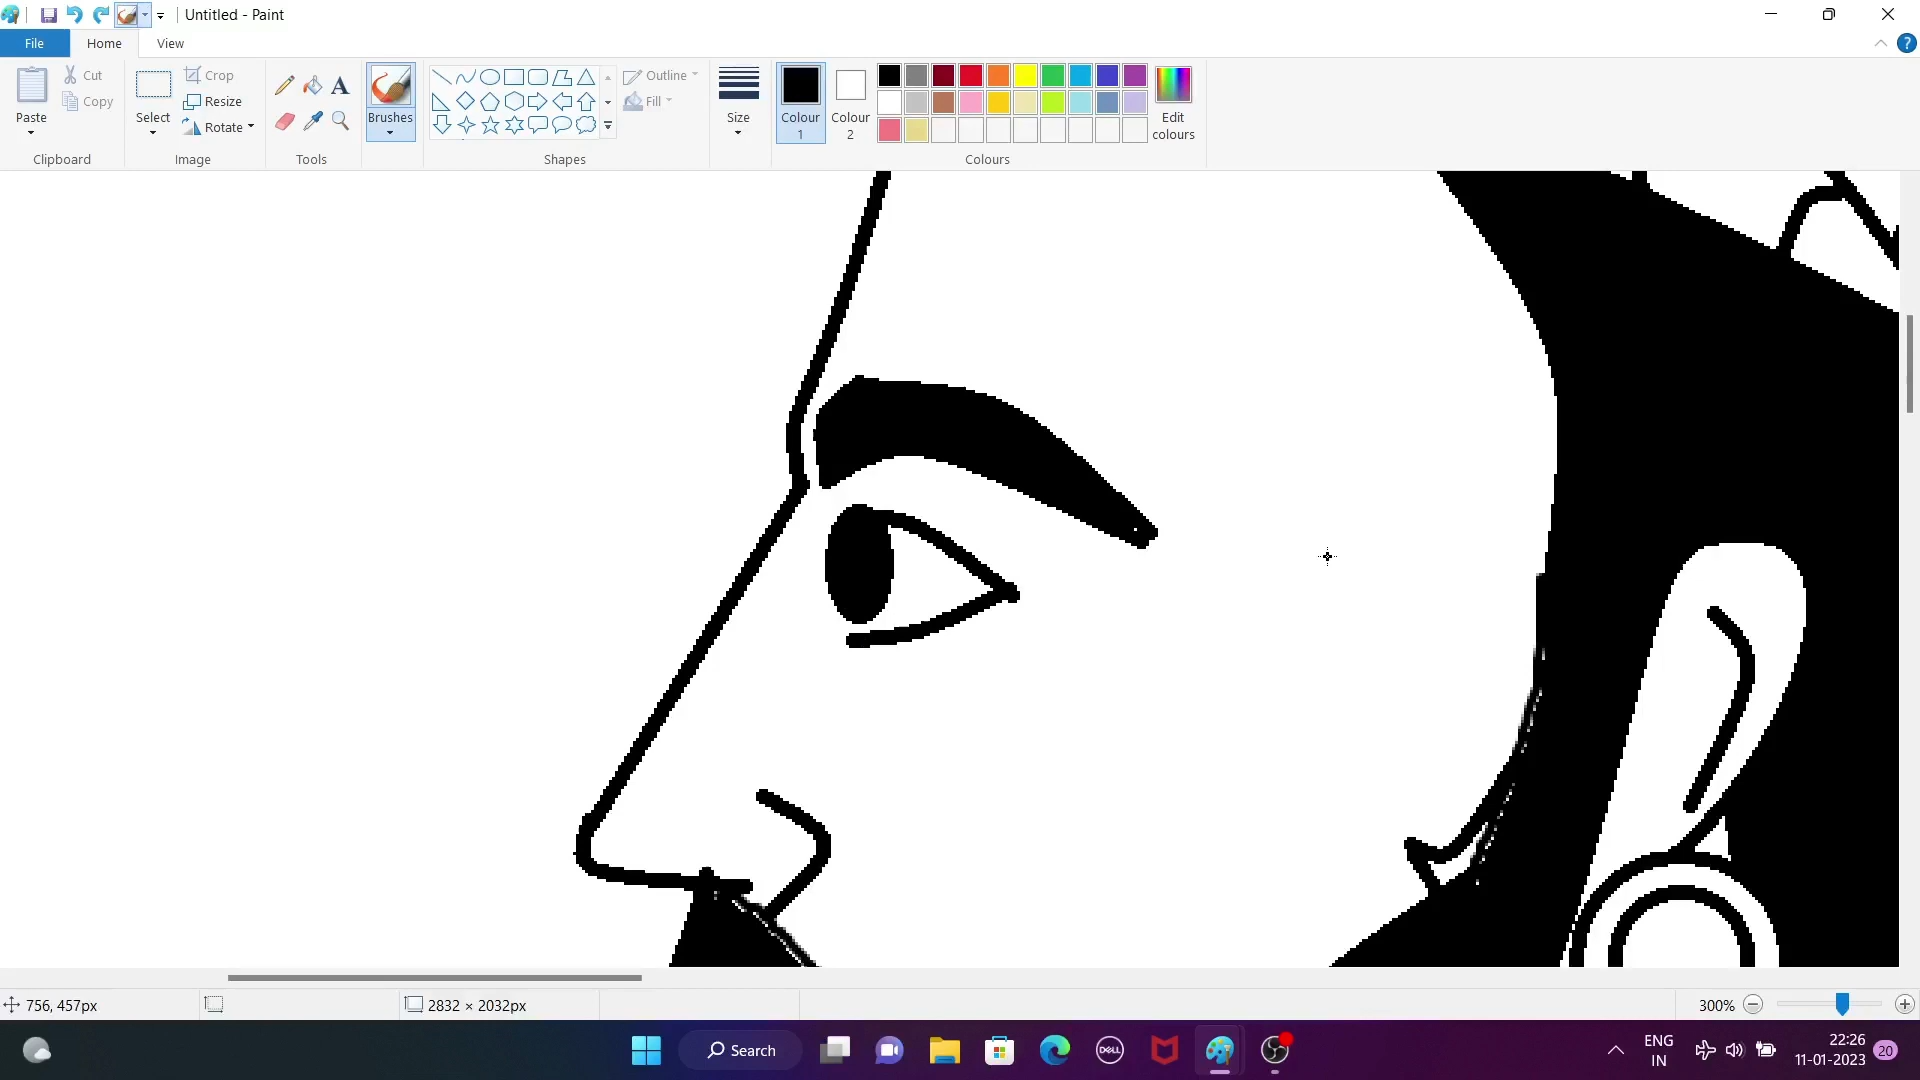 Untitled - Paint
File Home View
Paste
Cut
Copy
Clipboard
Select
Crop
Resize
Rotate
Image
A
Tools
Brushes
Outline
Fill
Shapes
Size
Colour 1
Colour 2
Edit colours
Colours
756, 457px
2832 × 2032px
300%
Search
DELL
ENG IN
22:26
11-01-2023
20